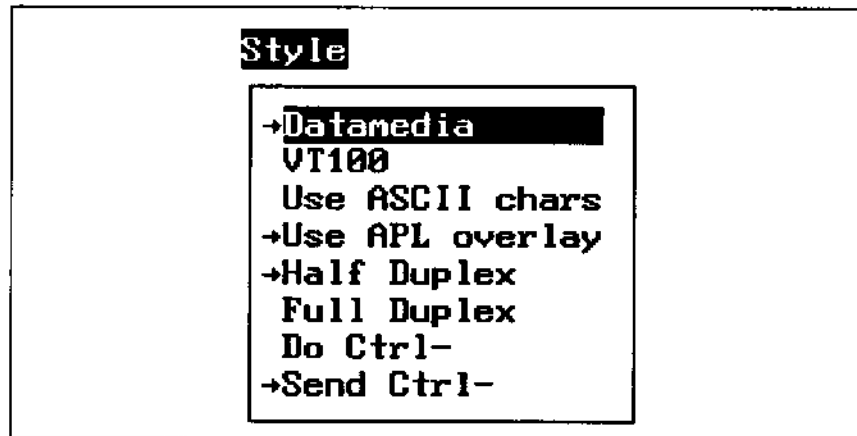 Style
→Datamedia
VT100
Use ASCII chars
→Use APL overlay
→Half Duplex
Full Duplex
Do Ctrl-
→Send Ctrl-